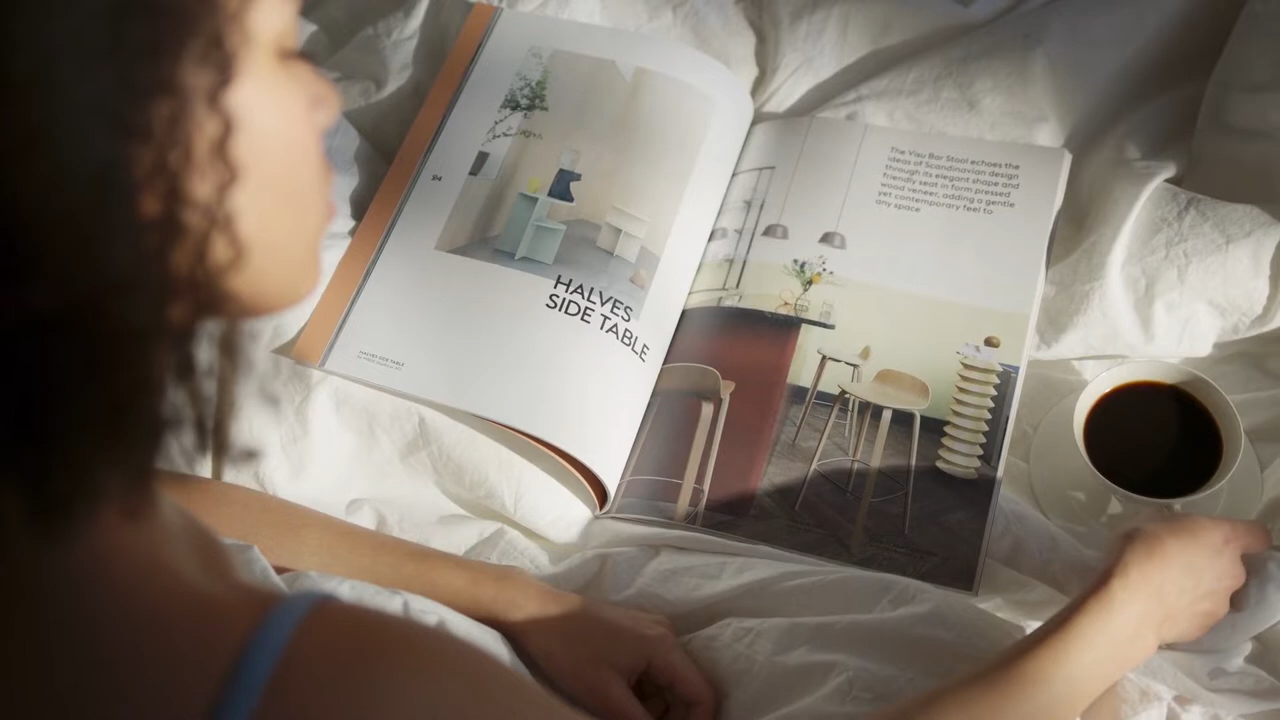 24
HALVES
SIDE TABLE
HALVES SIDE TABLE
The Visu Bar Stool echoes the
ideas of Scandinavian design
through its elegant shape and
friendly seat in form pressed
wood veneer, adding a gentle
yet contemporary feel to
any space